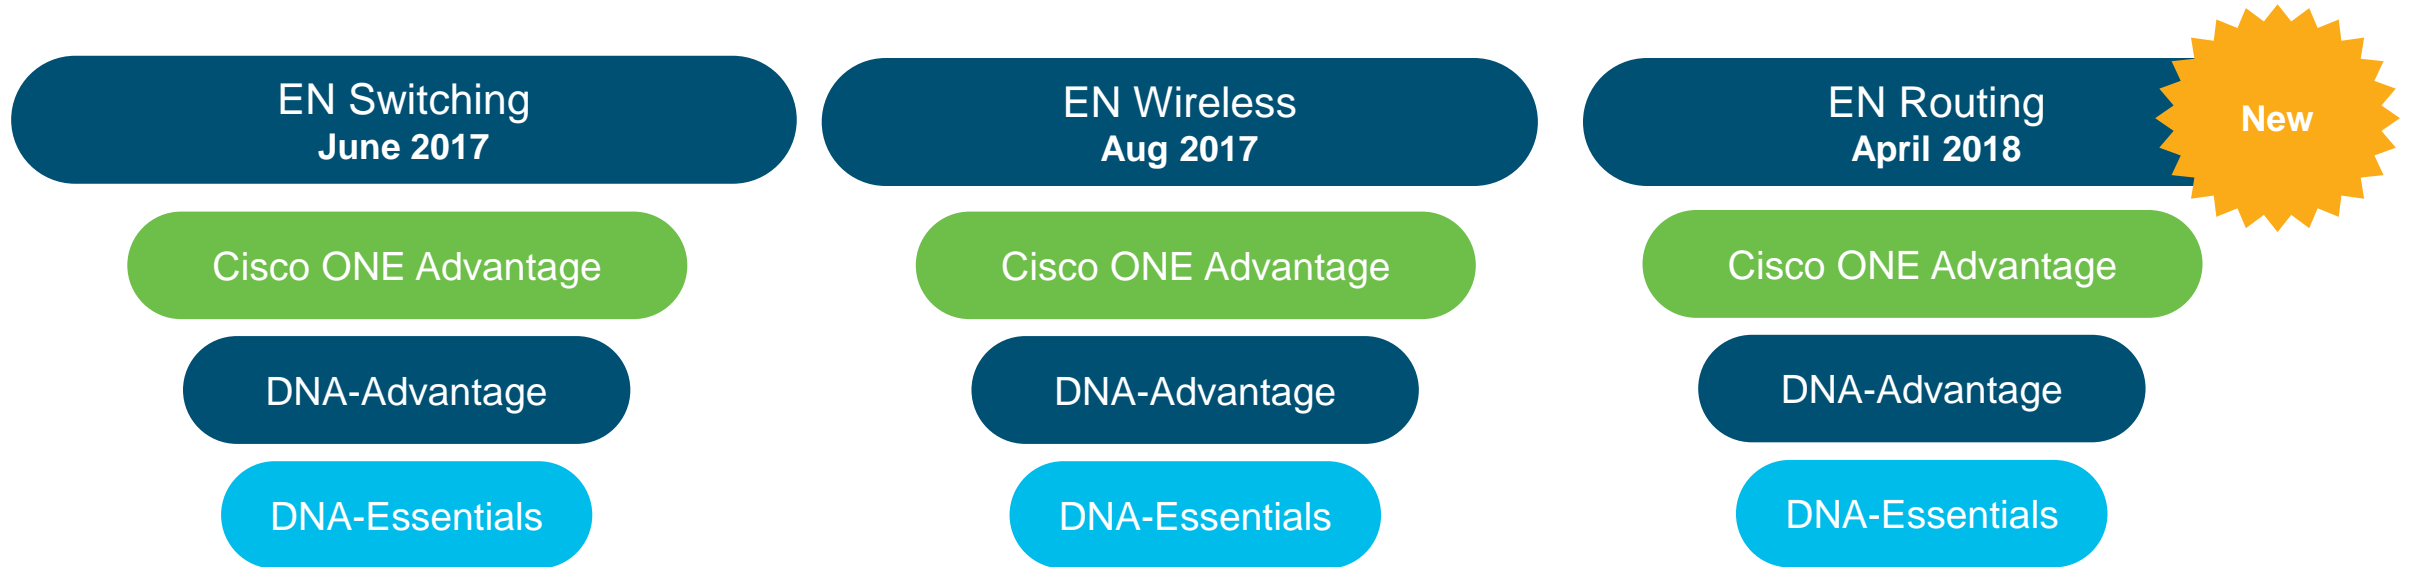 EN Switching
June 2017
Cisco ONE Advantage
DNA-Advantage
DNA-Essentials
EN Wireless
Aug 2017
Cisco ONE Advantage
DNA-Advantage
DNA-Essentials
EN Routing
April 2018
New
Cisco ONE Advantage
DNA-Advantage
DNA-Essentials